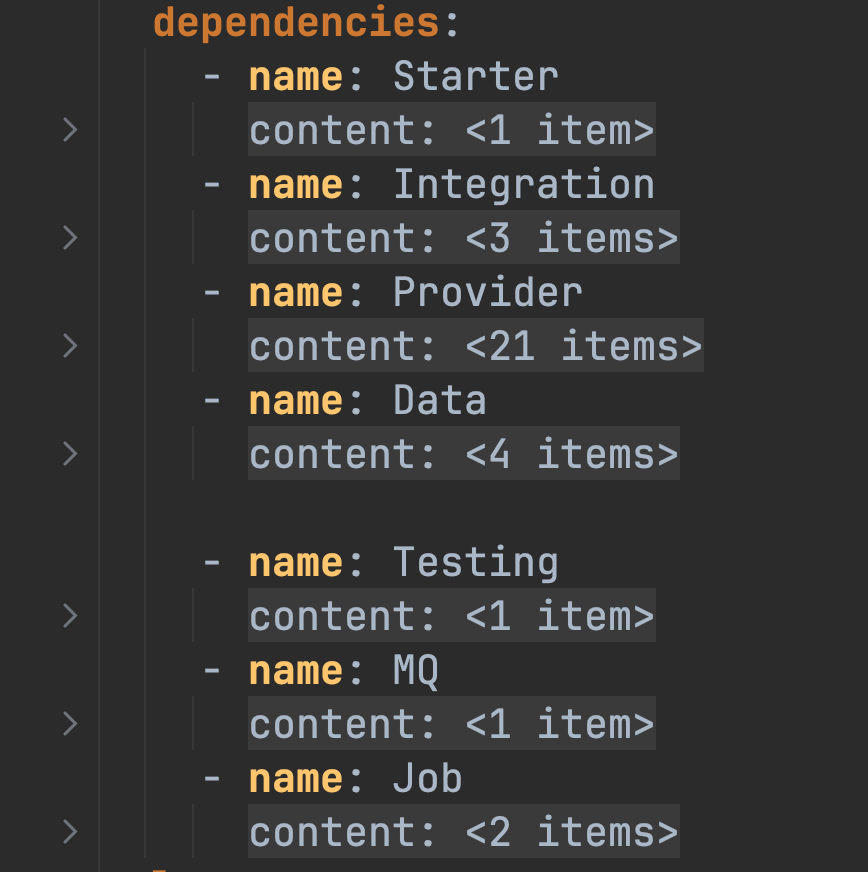 dependencies:
- name: Starter
content: <1 item>
- name: Integration
content: <3 items>
- name: Provider
content: <21 items>
- name: Data
content: <4 items>
- name: Testing
content: <1 item>
- name: MQ
content: <1 item>
- name: Job
content: <2 items>